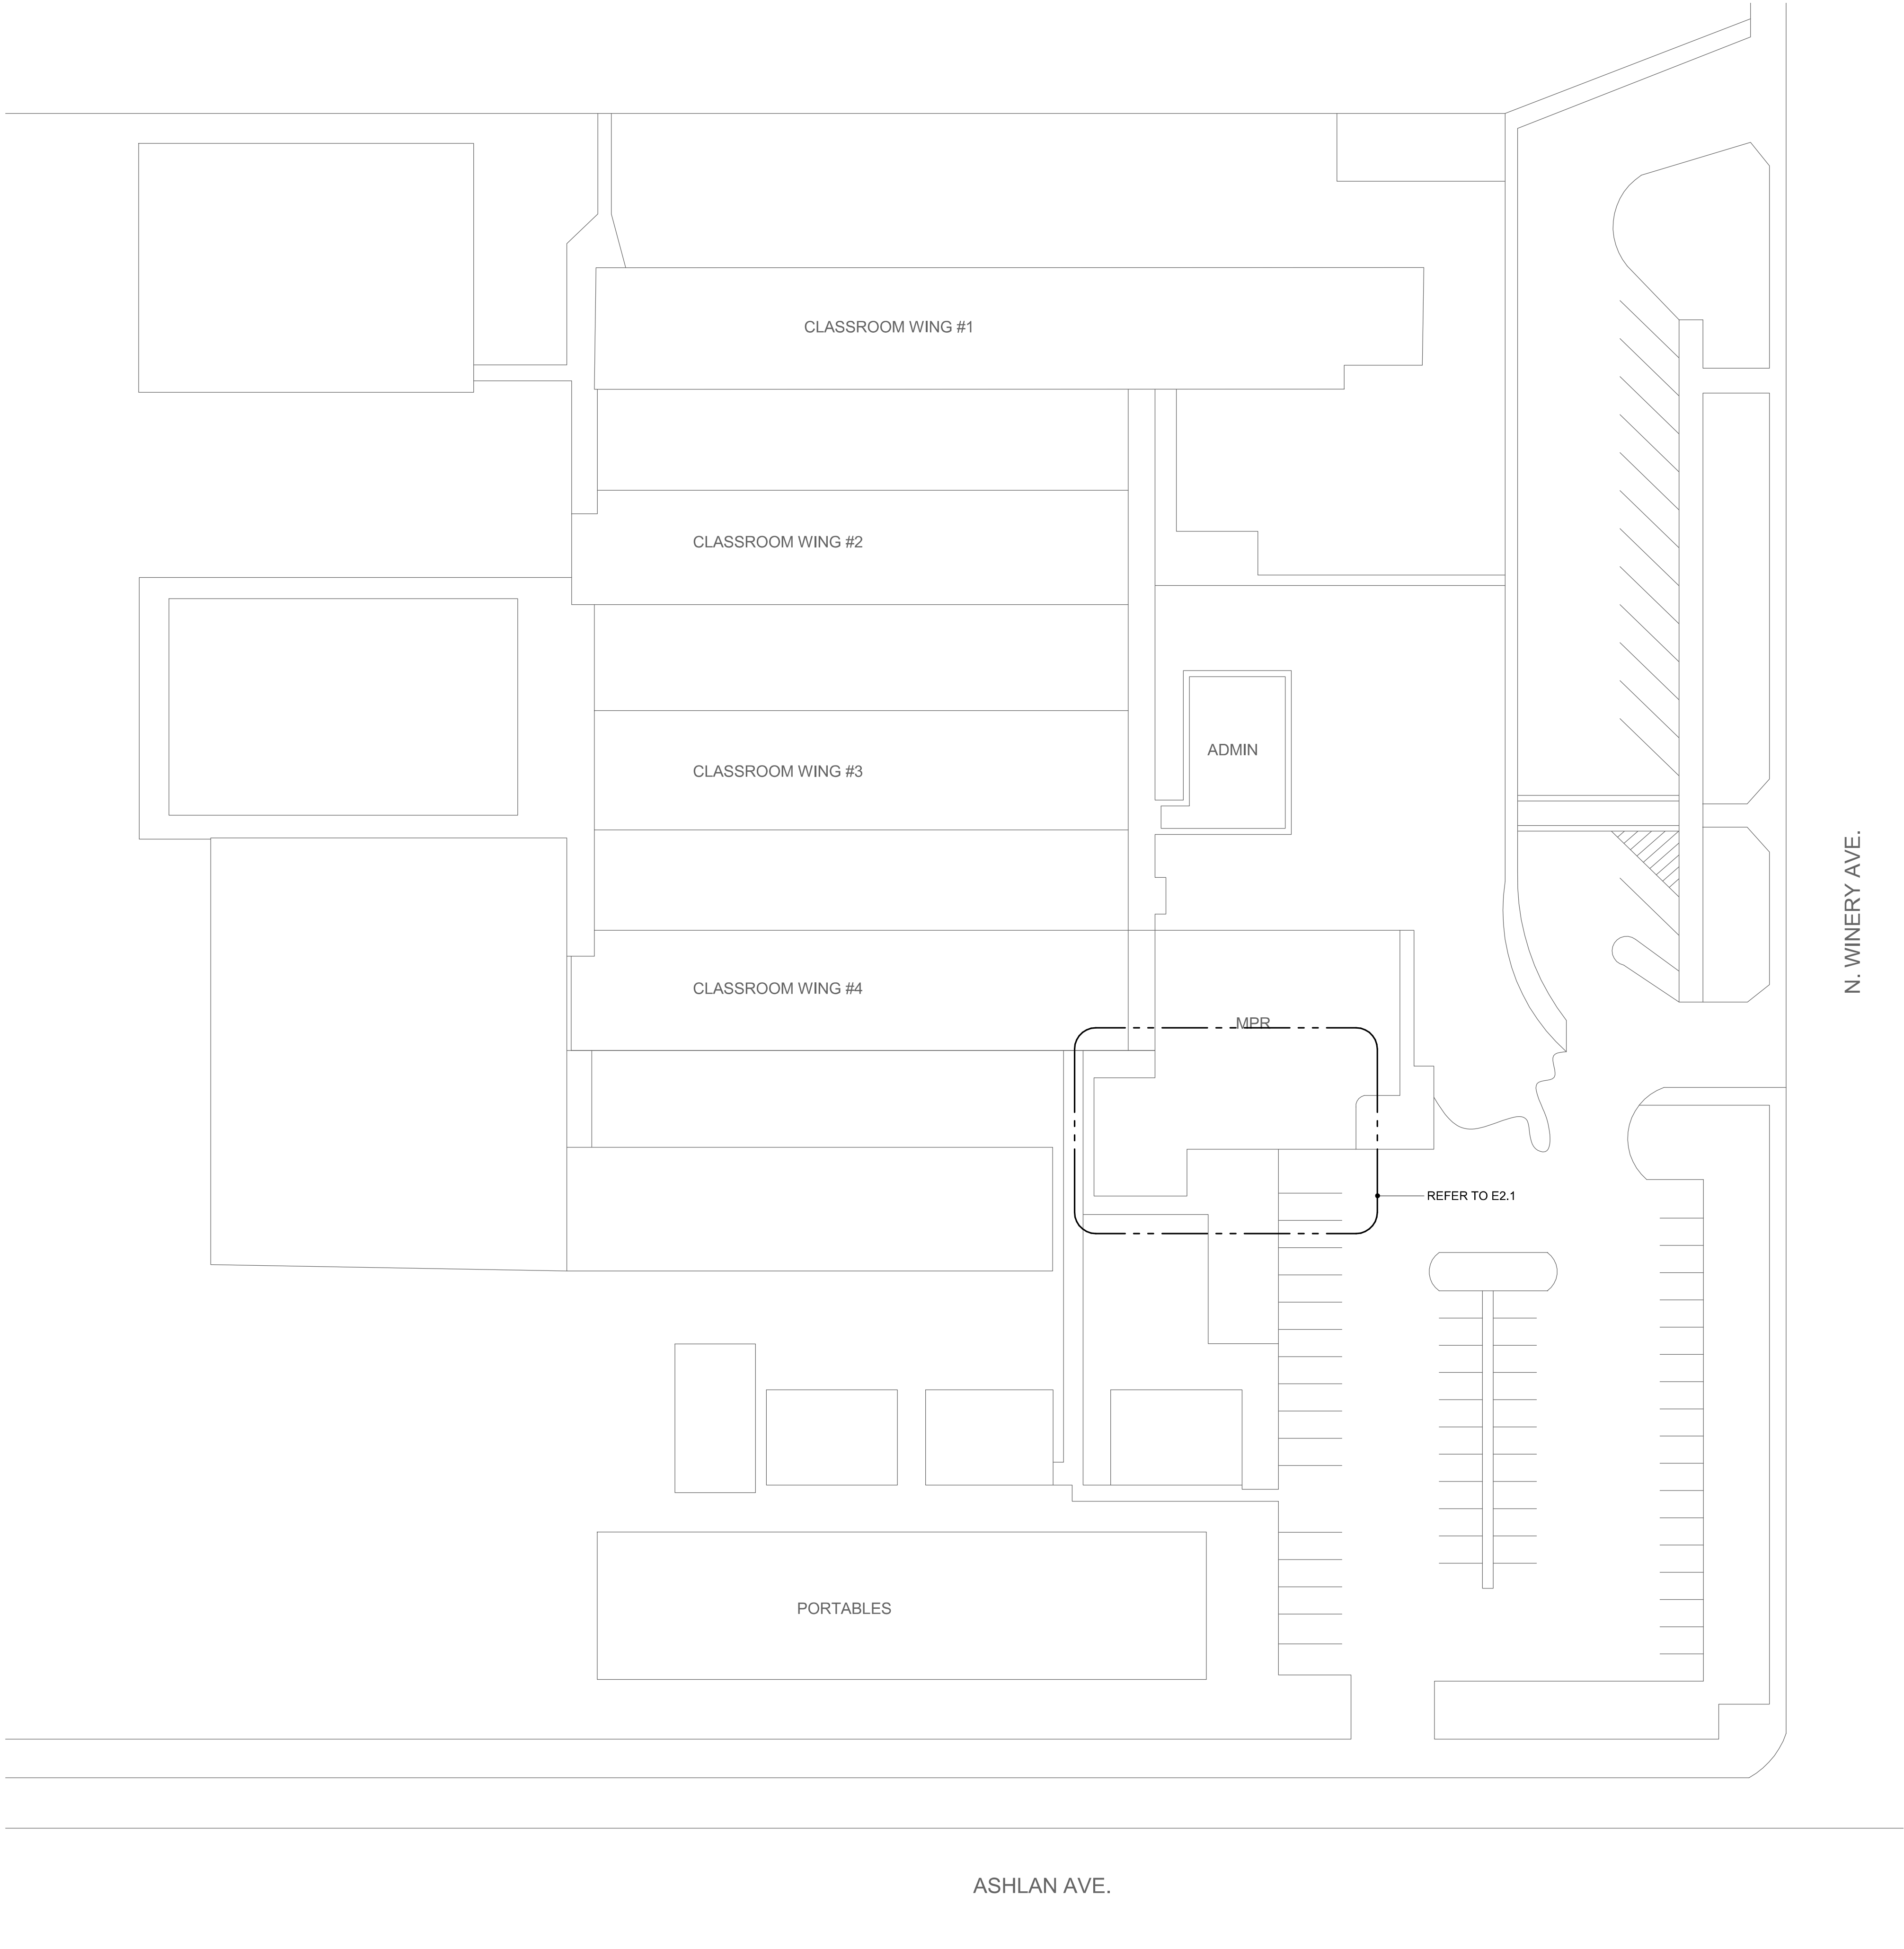 CLASSROOM WING #1
CLASSROOM WING #2
ADMIN
CLASSROOM WING #3
N. WINERY AVE.
CLASSROOM WING #4
MPR
REFER TO E2.1
PORTABLES
ASHLAN AVE.